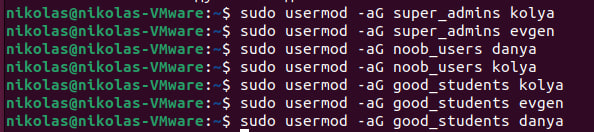 nikolas@nikolas-VMware:~$ sudo usermod -aG super_admins kolya
nikolas@nikolas-VMware:~$ sudo usermod -aG super_admins evgen
nikolas@nikolas-VMware:~$ sudo usermod -aG noob_users danya
nikolas@nikolas-VMware:~$ sudo usermod -aG noob_users kolya
nikolas@nikolas-VMware:~$ sudo usermod -aG good_students kolya
nikolas@nikolas-VMware:~$ sudo usermod -aG good_students evgen
nikolas@nikolas-VMware:~$ sudo usermod -aG good_students danya